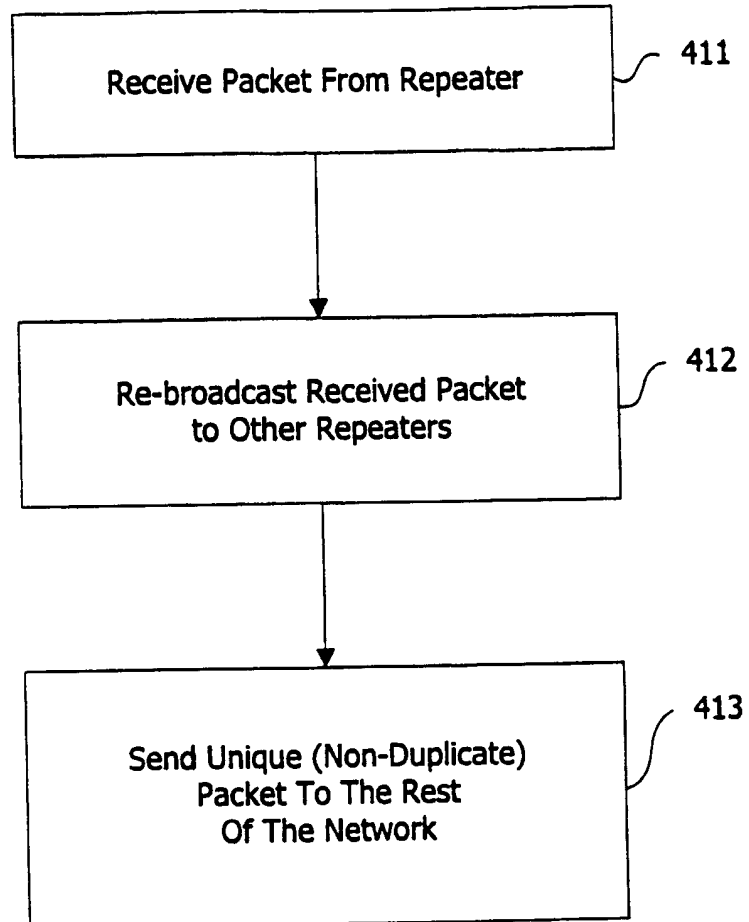 Receive Packet From Repeater
411
Re-broadcast Received Packet
to Other Repeaters
412
Send Unique (Non-Duplicate)
Packet To The Rest
Of The Network
413